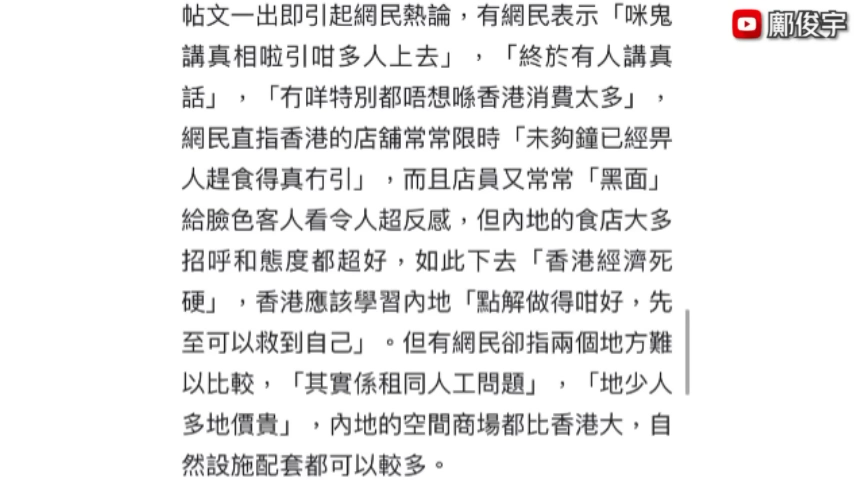 鄺俊宇
帖文一出即引起網民熱論，有網民表示「咪鬼
講真相啦引咁多人上去」，「終於有人講真
話」，「冇咩特別都唔想喺香港消費太多」，
網民直指香港的店舖常常限時「未夠鐘已經畀
人趕食得真冇引」，而且店員又常常「黑面」
給臉色客人看令人超反感，但內地的食店大多
招呼和態度都超好，如此下去「香港經濟死
硬」，香港應該學習內地「點解做得咁好，先
至可以救到自己」。但有網民卻指兩個地方難
以比較，「其實係租同人工問題」，「地少人
多地價貴」，內地的空間商場都比香港大，自
然設施配套都可以較多。